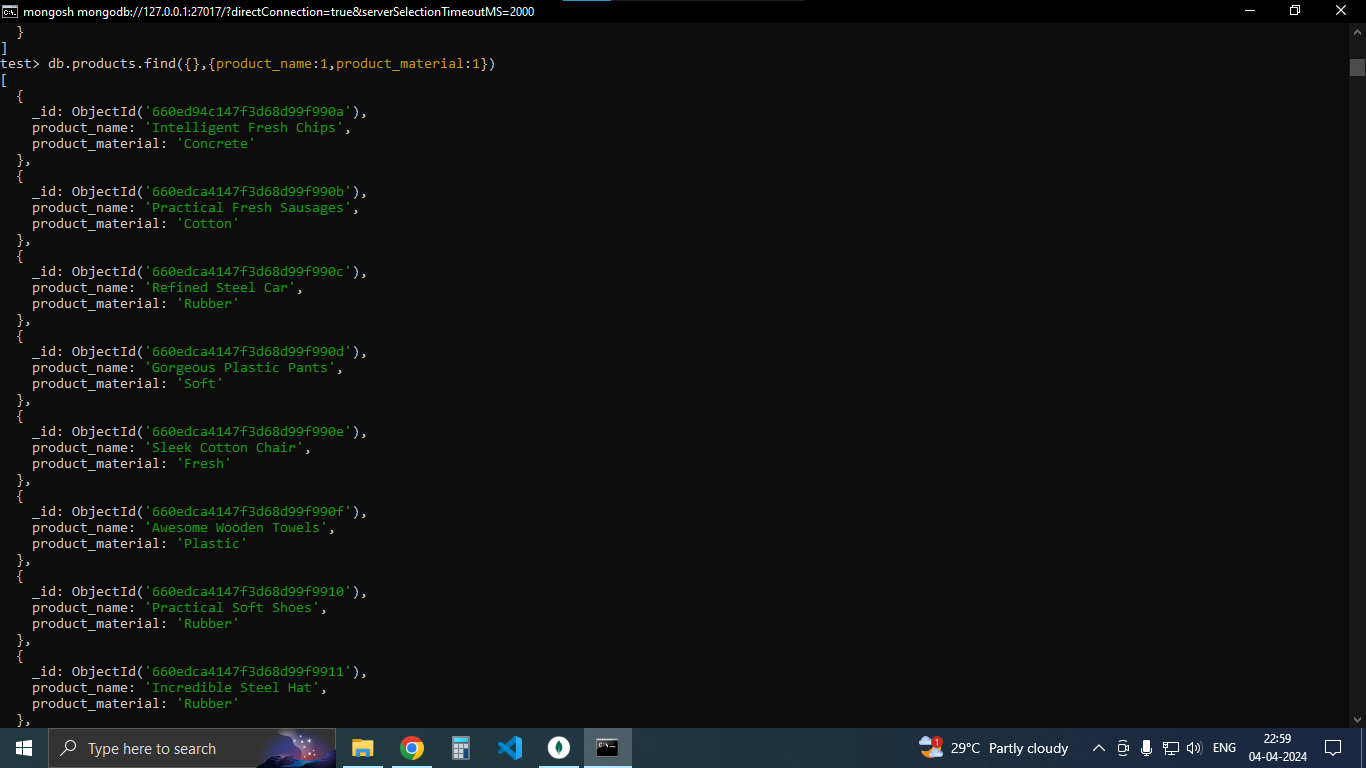 mongosh mongodb://127.0.0.1:27017/?directConnection=true&serverSelectionTimeoutMS=2000
  }
]
test> db.products.find({},{product_name:1,product_material:1})
[
  {
    _id: ObjectId('660ed94c147f3d68d99f990a'),
    product_name: 'Intelligent Fresh Chips',
    product_material: 'Concrete'
  },
  {
    _id: ObjectId('660edca4147f3d68d99f990b'),
    product_name: 'Practical Fresh Sausages',
    product_material: 'Cotton'
  },
  {
    _id: ObjectId('660edca4147f3d68d99f990c'),
    product_name: 'Refined Steel Car',
    product_material: 'Rubber'
  },
  {
    _id: ObjectId('660edca4147f3d68d99f990d'),
    product_name: 'Gorgeous Plastic Pants',
    product_material: 'Soft'
  },
  {
    _id: ObjectId('660edca4147f3d68d99f990e'),
    product_name: 'Sleek Cotton Chair',
    product_material: 'Fresh'
  },
  {
    _id: ObjectId('660edca4147f3d68d99f990f'),
    product_name: 'Awesome Wooden Towels',
    product_material: 'Plastic'
  },
  {
    _id: ObjectId('660edca4147f3d68d99f9910'),
    product_name: 'Practical Soft Shoes',
    product_material: 'Rubber'
  },
  {
    _id: ObjectId('660edca4147f3d68d99f9911'),
    product_name: 'Incredible Steel Hat',
    product_material: 'Rubber'
  },
Type here to search
1
29°C Partly cloudy
ENG
22:59
04-04-2024